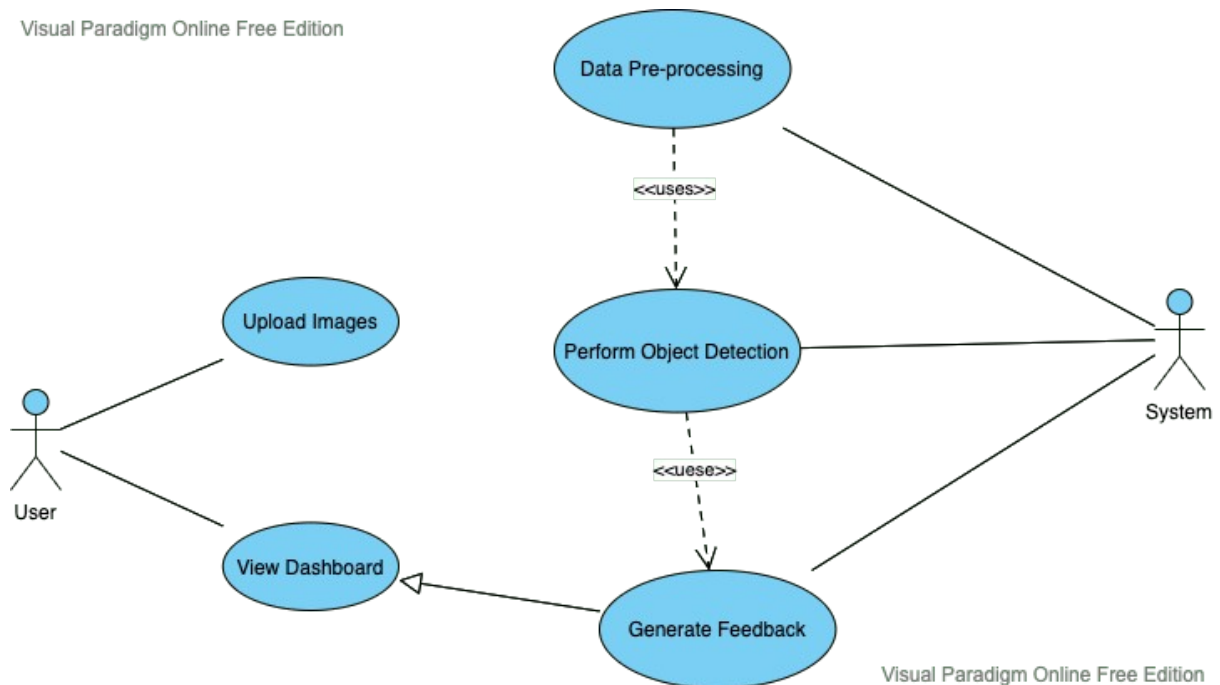 Visual Paradigm Online Free Edition
Data Pre-processing
<<uses>>
Upload Images
Perform Object Detection
System
<<uese>>
User
View Dashboard
Generate Feedback
Visual Paradigm Online Free Edition